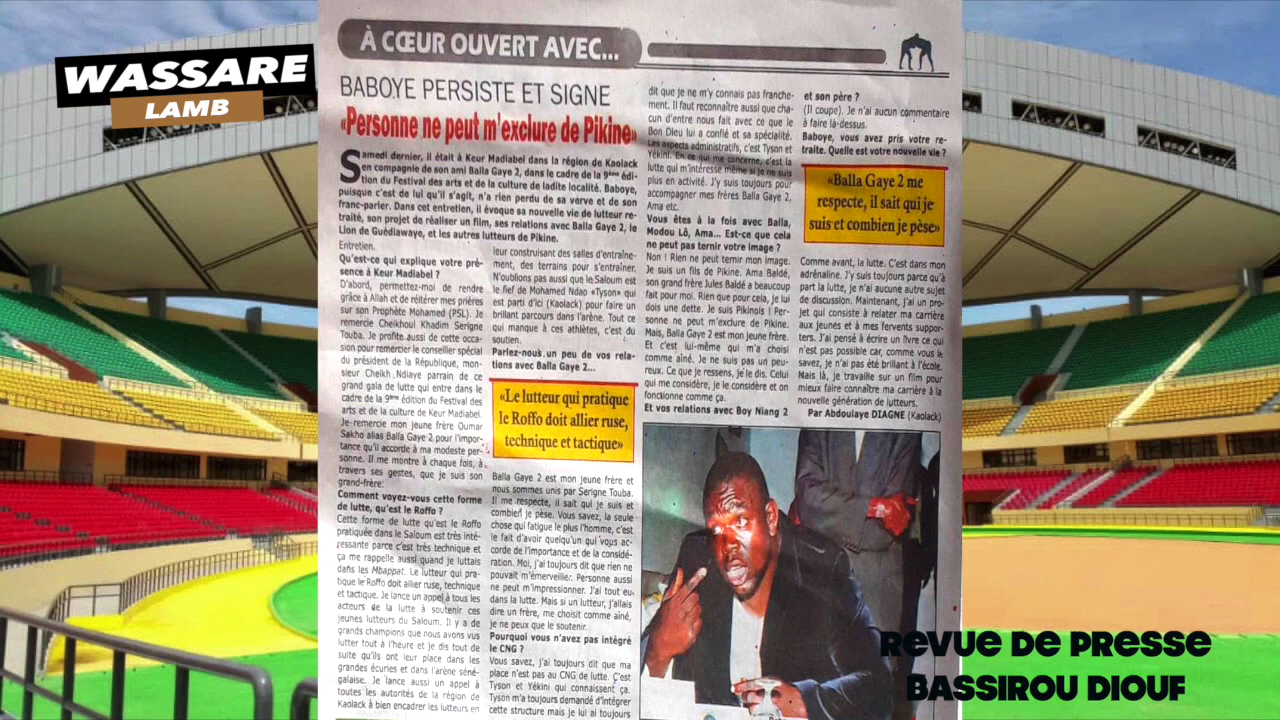 WASSARE
LAMB
À CŒUR OUVERT AVEC...
BABOYE PERSISTE ET SIGNE
«Personne ne peut m'exclure de Pikine»
Samedi dernier, il était à Keur Madiabel dans la région de Kaolack
en compagnie de son ami Balla Gaye 2, dans le cadre de la 9ème édi-
tion du Festival des arts et de la culture de ladite localité. Baboye,
puisque c'est de lui qu'il s'agit, n'a rien perdu de sa verve et de son
franc-parler. Dans cet entretien, il évoque sa nouvelle vie de lutteur re-
traité, son projet de réaliser un film, ses relations avec Balla Gaye 2, le
Lion de Guédiawaye, et les autres lutteurs de Pikine.
Entretien.
Qu'est-ce qui explique votre pré-
sence à Keur Madiabel ?
D'abord, permettez-moi de rendre
grâce à Allah et de réitérer mes prières
sur son Prophète Mohamed (PSL). Je
remercie Cheikhoul Khadim Serigne
Touba. Je profite aussi de cette occa-
sion pour remercier le conseiller spécial
du président de la République, mon-
sieur Cheikh Ndiaye parrain de ce
grand gala de lutte qui entre dans le
cadre de la 9ème édition du Festival des
arts et de la culture de Keur Madiabel.
Je remercie mon jeune frère Oumar
Sakho alias Balla Gaye 2 pour l'impor-
tance qu'il accorde à ma modeste per-
sonne. Il me montre à chaque fois, à
travers ses gestes, que je suis son
grand-frère.
Comment voyez-vous cette forme
de lutte, qu'est le Roffo ?
Cette forme de lutte qu'est le Roffo
pratiquée dans le Saloum est très inté-
ressante parce c'est très technique et
ça me rappelle aussi quand je luttais
dans les Mbappat. Le lutteur qui pra-
tique le Roffo doit allier ruse, technique
et tactique. Je lance un appel à tous les
acteurs de la lutte à soutenir ces
jeunes lutteurs du Saloum. Il y a de
grands champions que nous avons vus
lutter tout à l'heure et je dis tout de
suite qu'ils ont leur place dans les
grandes écuries et dans l'arène séné-
galaise. Je lance aussi un appel à
toutes les autorités de la région de
Kaolack à bien encadrer les lutteurs en
leur construisant des salles d'entraîne-
ment, des terrains pour s'entraîner.
N'oublions pas aussi que le Saloum est
le fief de Mohamed Ndao «Tyson» qui
est parti d'ici (Kaolack) pour faire un
brillant parcours dans l'arène. Tout ce
qui manque à ces athlètes, c'est du
soutien.
Parlez-nous un peu de vos rela-
tions avec Balla Gaye 2...
«Le lutteur qui pratique
le Roffo doit allier ruse,
technique et tactique»
Balla Gaye 2 est mon jeune frère et
nous sommes unis par Serigne Touba.
Il me respecte, il sait qui je suis et
combien je pèse. Vous savez, la seule
chose qui fatigue le plus l'homme, c'est
le fait d'avoir quelqu'un qui vous ac-
corde de l'importance et de la considé-
ration. Moi, j'ai toujours dit que rien ne
pouvait m'émerveiller. Personne aussi
ne peut m'impressionner. J'ai tout eu
dans la lutte. Mais si un lutteur, j'allais
dire un frère, me choisit comme aîné,
je ne peux que le soutenir.
Pourquoi vous n'avez pas intégré
le CNG ?
Vous savez, j'ai toujours dit que ma
place n'est pas au CNG de lutte. C'est
Tyson et Yékini qui connaissent ça.
Tyson m'a toujours demandé d'intégrer
cette structure mais je lui ai toujours
dit que je ne m'y connais pas franche-
ment. Il faut reconnaître aussi que cha-
cun d'entre nous fait avec ce que le
Bon Dieu lui a confié et sa spécialité.
Les aspects administratifs, c'est Tyson et
Yékini. En ce qui me concerne, c'est la
lutte qui m'intéresse même si je ne suis
plus en activité. J'y suis toujours pour
accompagner mes frères Balla Gaye 2,
Ama etc.
Vous êtes à la fois avec Balla,
Modou Lô, Ama... Est-ce que cela
ne peut pas ternir votre image ?
Non ! Rien ne peut ternir mon image.
Je suis un fils de Pikine. Ama Baldé,
son grand frère Jules Baldé a beaucoup
fait pour moi. Rien que pour cela, je lui
dois une dette. Je suis Pikinois ! Per-
sonne ne peut m'exclure de Pikine.
Mais, Balla Gaye 2 est mon jeune frère.
Et c'est lui-même qui m'a choisi
comme aîné. Je ne suis pas un peu-
reux. Ce que je ressens, je le dis. Celui
qui me considère, je le considère et on
fonctionne comme ça.
Et vos relations avec Boy Niang 2
et son père ?
(Il coupe). Je n'ai aucun commentaire
à faire là-dessus.
Baboye, vous avez pris votre re-
traite. Quelle est votre nouvelle vie ?
«Balla Gaye 2 me
respecte, il sait qui je
suis et combien je pèse»
Comme avant, la lutte. C'est dans mon
adrénaline. J'y suis toujours parce qu'à
part la lutte, je n'ai aucune autre sujet
de discussion. Maintenant, j'ai un pro-
jet qui consiste à relater ma carrière
aux jeunes et à mes fervents suppor-
ters. J'ai pensé à écrire un livre ce qui
n'est pas possible car, comme vous le
savez, je n'ai pas été brillant à l'école.
Mais là, je travaille sur un film pour
mieux faire connaître ma carrière à la
nouvelle génération de lutteurs.
Par Abdoulaye DIAGNE (Kaolack)
REVUE DE PRESSE
BASSIROU DIOUF